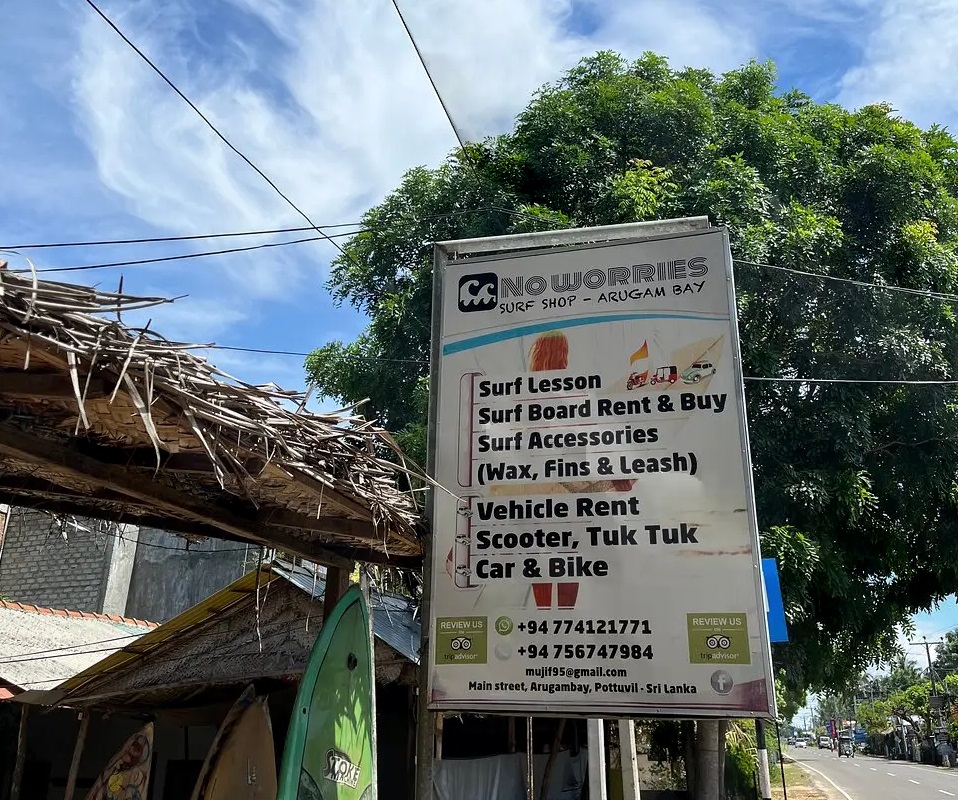 NO WORRIES
SURF SHOP - ARUGAM BAY
Surf Lesson
Surf Board Rent & Buy
Surf Accessories
(Wax, Fins & Leash)
Vehicle Rent
Scooter, Tuk Tuk
Car & Bike
REVIEW US
tripadvisor
+94 774121771
+94 756747984
REVIEW US
tripadvisor
mujif95@gmail.com
Main street, Arugambay, Pottuvil - Sri Lanka
f
STOKE